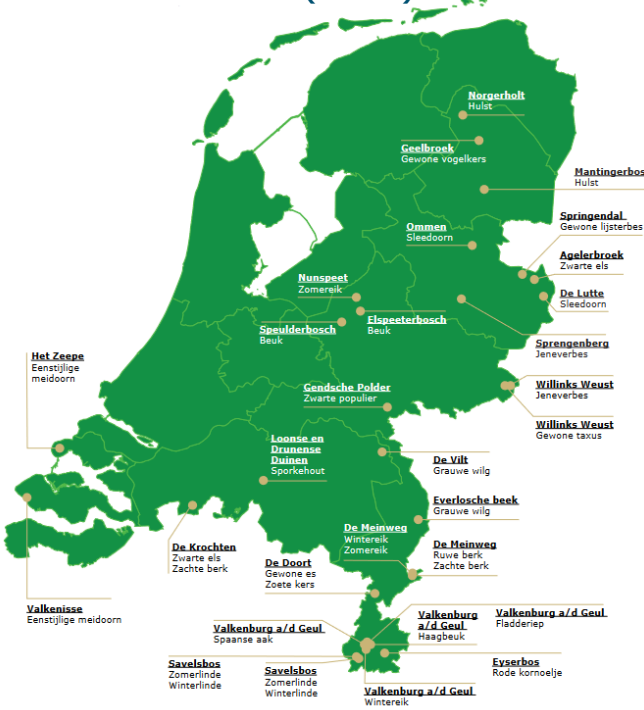 Norgerholt
Hulst
Geelbroek
Gewone vogelkers
Mantingerbos
Hulst
Springendal
Gewone lijsterbes
Ommen
Sleedoorn
Agelerbroek
Zwarte els
Nunspeet
Zomereik
De Lutte
Sleedoorn
Elspeeterbosch
Beuk
Speulderbosch
Beuk
Sprengenberg
Jeneverbes
Het Zeepe
Eenstijlige
meidoorn
Gendsche Polder
Zwarte populier
Willinks Weust
Jeneverbes
Willinks Weust
Gewone taxus
Loonse en
Drunense
Duinen
Sporkehout
De Vilt
Grauwe wilg
Everlosche beek
Grauwe wilg
De Meinweg
Wintereik
Zomereik
De Krochten
Zwarte els
Zachte berk
De Meinweg
Ruwe berk
Zachte berk
De Doort
Gewone es
Zoete kers
Valkenisse
Eenstijlige meidoorn
Valkenburg a/d Geul
Spaanse aak
Valkenburg
a/d Geul
Haagbeuk
Valkenburg a/d Geul
Fladderiep
Savelsbos
Zomerlinde
Winterlinde
Savelsbos
Zomerlinde
Winterlinde
Eyserbos
Rode kornoelje
Valkenburg a/d Geul
Wintereik